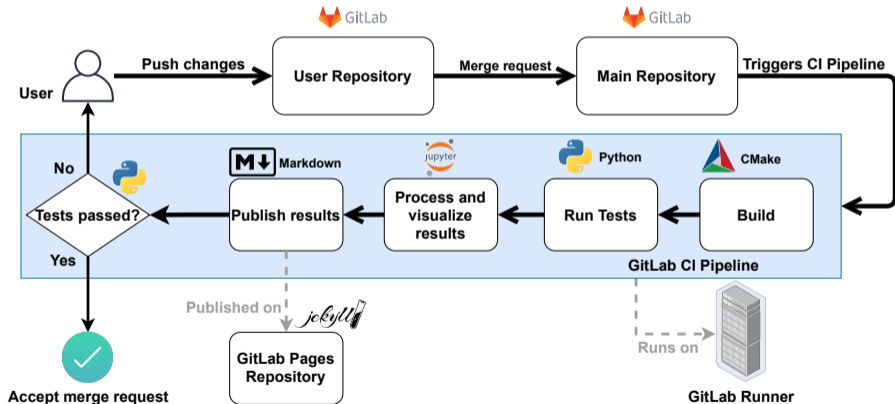 GitLab
GitLab
User
Push changes
User Repository
Merge request
Main Repository
Triggers CI Pipeline
No
Tests passed?
Yes
M
Markdown
Publish results
jupyter
Process and
visualize
results
Python
Run Tests
CMake
Build
GitLab CI Pipeline
Published on
jekyll
GitLab Pages
Repository
Runs on
GitLab Runner
Accept merge request